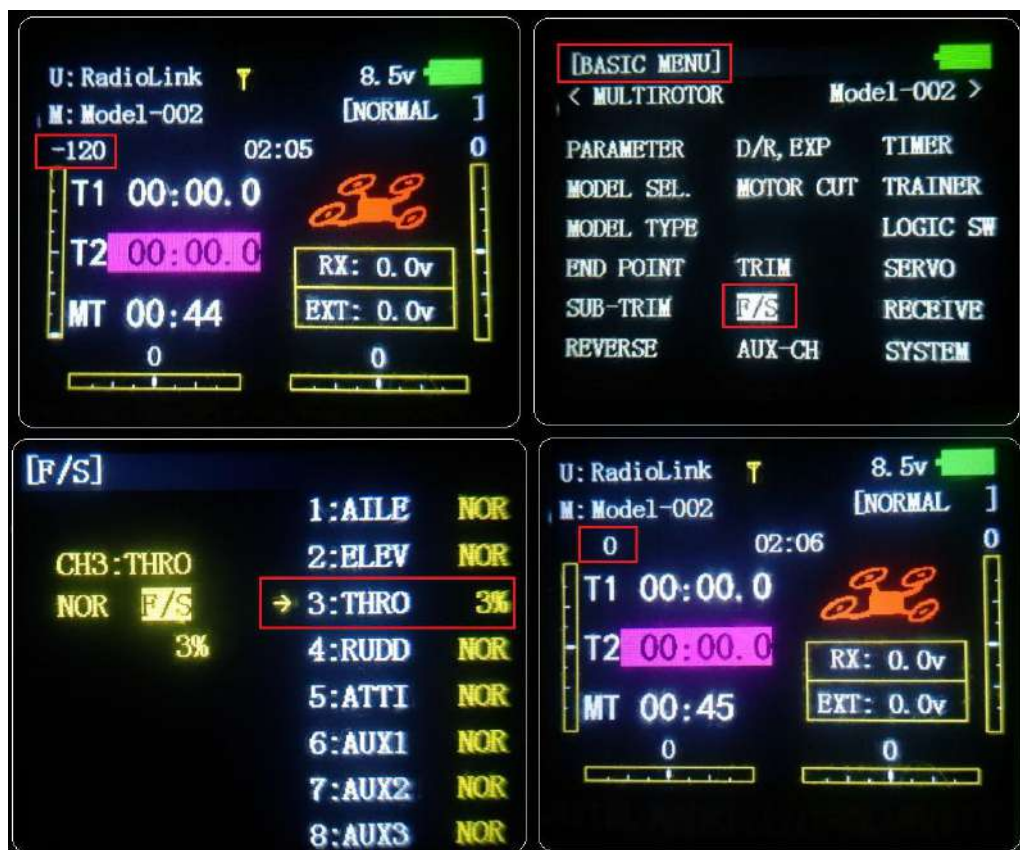 U: RadioLink 8.5v
M: Model-002 [NORMAL ]
-120 02:05 0
T1 00:00.0
T2 00:00.0
RX: 0.0v
MT 00:44
EXT: 0.0v
0 0
[BASIC MENU]
< MULTIROTOR Model-002 >
PARAMETER D/R,EXP TIMER
MODEL SEL. MOTOR CUT TRAINER
MODEL TYPE LOGIC SW
END POINT TRIM SERVO
SUB-TRIM F/S RECEIVE
REVERSE AUX-CH SYSTEM
[F/S]
CH3:THRO
NOR F/S
3%
1:AILE NOR
2:ELEV NOR
→ 3:THRO 3%
4:RUDD NOR
5:ATTI NOR
6:AUX1 NOR
7:AUX2 NOR
8:AUX3 NOR
U: RadioLink 8.5v
M: Model-002 [NORMAL ]
0 02:06 0
T1 00:00.0
T2 00:00.0
RX: 0.0v
MT 00:45
EXT: 0.0v
0 0